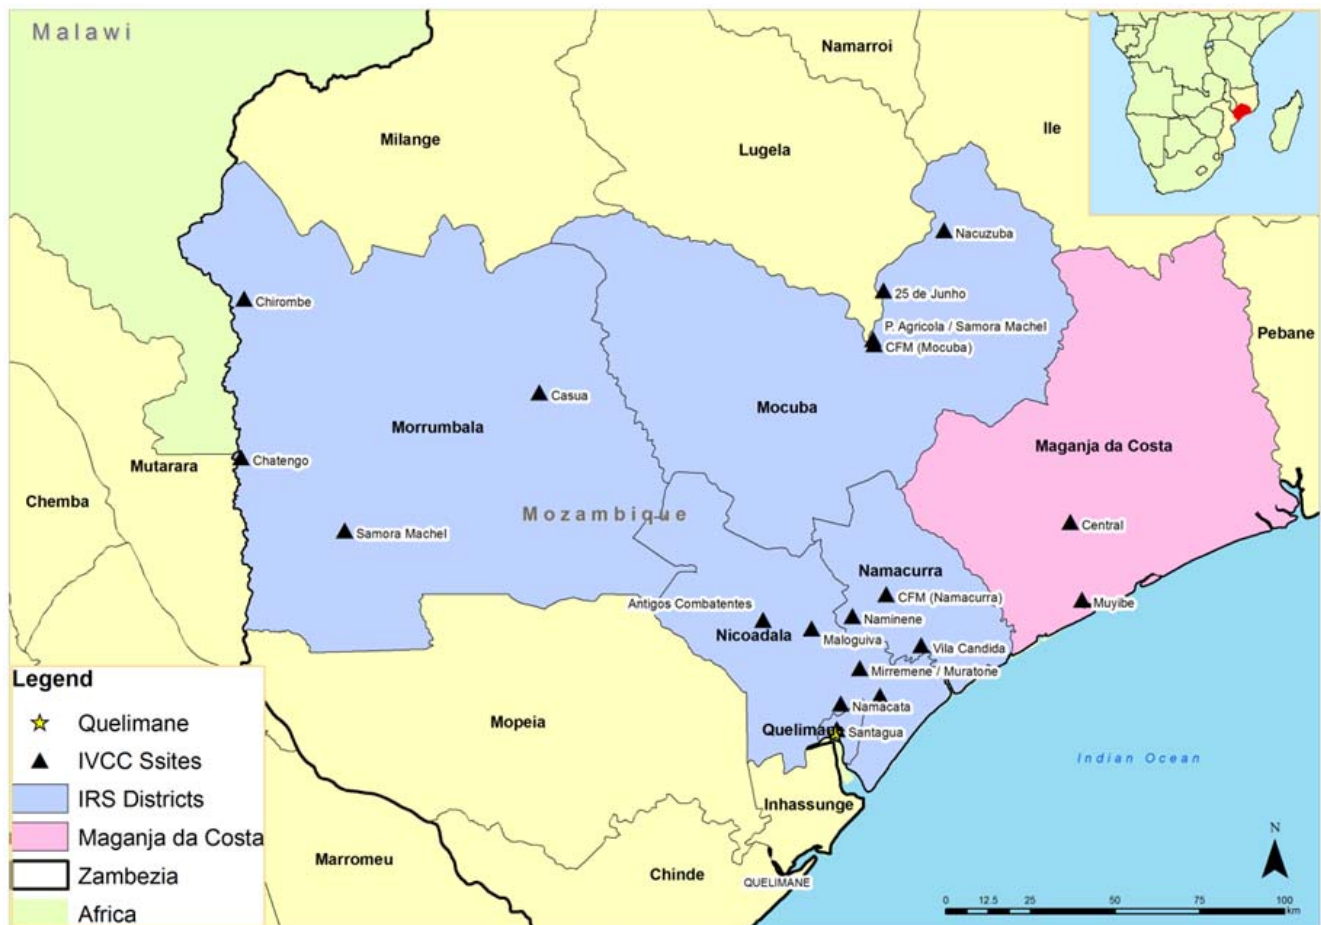 Malawi
Namarroi
Milange
Lugela
Ile
Nacuzuba
Chirombe
25 de Junho
P. Agricola / Samora Machel
CFM (Mocuba)
Pebane
Casua
Mocuba
Morrumbala
Maganja da Costa
Chatengo
Mutarara
Chemba
Mozambique
Central
Samora Machel
Namacurra
CFM (Namacurra)
Muyibe
Antigos Combatentes
Naminene
Nicoadala
Maloguiva
Vila Candida
Mirremene / Muratone
Namacata
Mopeia
Quelimane
Santagua
Indian Ocean
Inhassunge
Marromeu
Chinde
QUELIMANE
Legend
Quelimane
IVCC Ssites
IRS Districts
Maganja da Costa
Zambezia
Africa
N
0 12.5 25 50 75 100
km